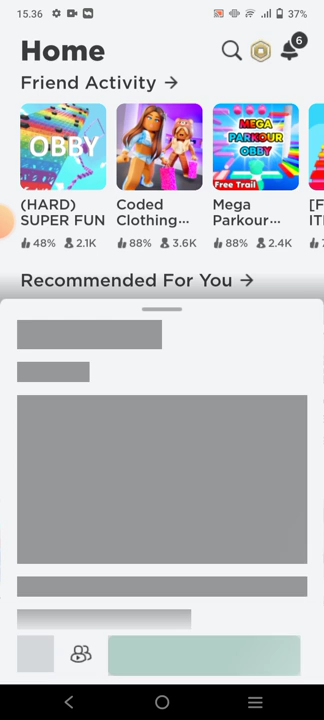 15.36
37%
Home
6
Friend Activity →
OBBY
MEGA
PARKOUR
OBBY
Free Trail
(HARD)
SUPER FUN
Coded
Clothing...
Mega
Parkour...
[F
IT
48% 2.1K
88% 3.6K
88% 2.4K
Recommended For You →